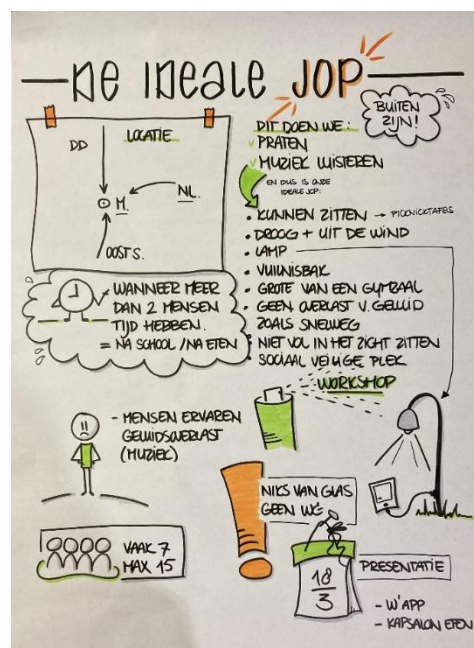 DE IDEALE JOP
LOCATIE
DD
M.
NL.
OOST S.
BUITEN
ZIJN!
DIT DOEN WE:
PRATEN
MUZIEK LUISTEREN
EN DUS IS ONZE
IDEALE JOP:
• KUNNEN ZITTEN → PICKNICKTAFELS
• DROOG + UIT DE WIND
• LAMP
• VUILNISBAK
• GROTE VAN EEN GYMZAAL
• GEEN OVERLAST V. GELUID
ZOALS SNELWEG
• NIET VOL IN HET ZICHT ZITTEN
• SOCIAAL VEILIGE PLEK
WANNEER MEER
DAN 2 MENSEN
TIJD HEBBEN.
= NA SCHOOL / NA ETEN
WORKSHOP
- MENSEN ERVAREN
GELUIDSOVERLAST
(MUZIEK)
NIKS VAN GLAS
GEEN WC
VAAK 7
MAX 15
18
3
PRESENTATIE
- W'APP
- KAPSALON ETEN